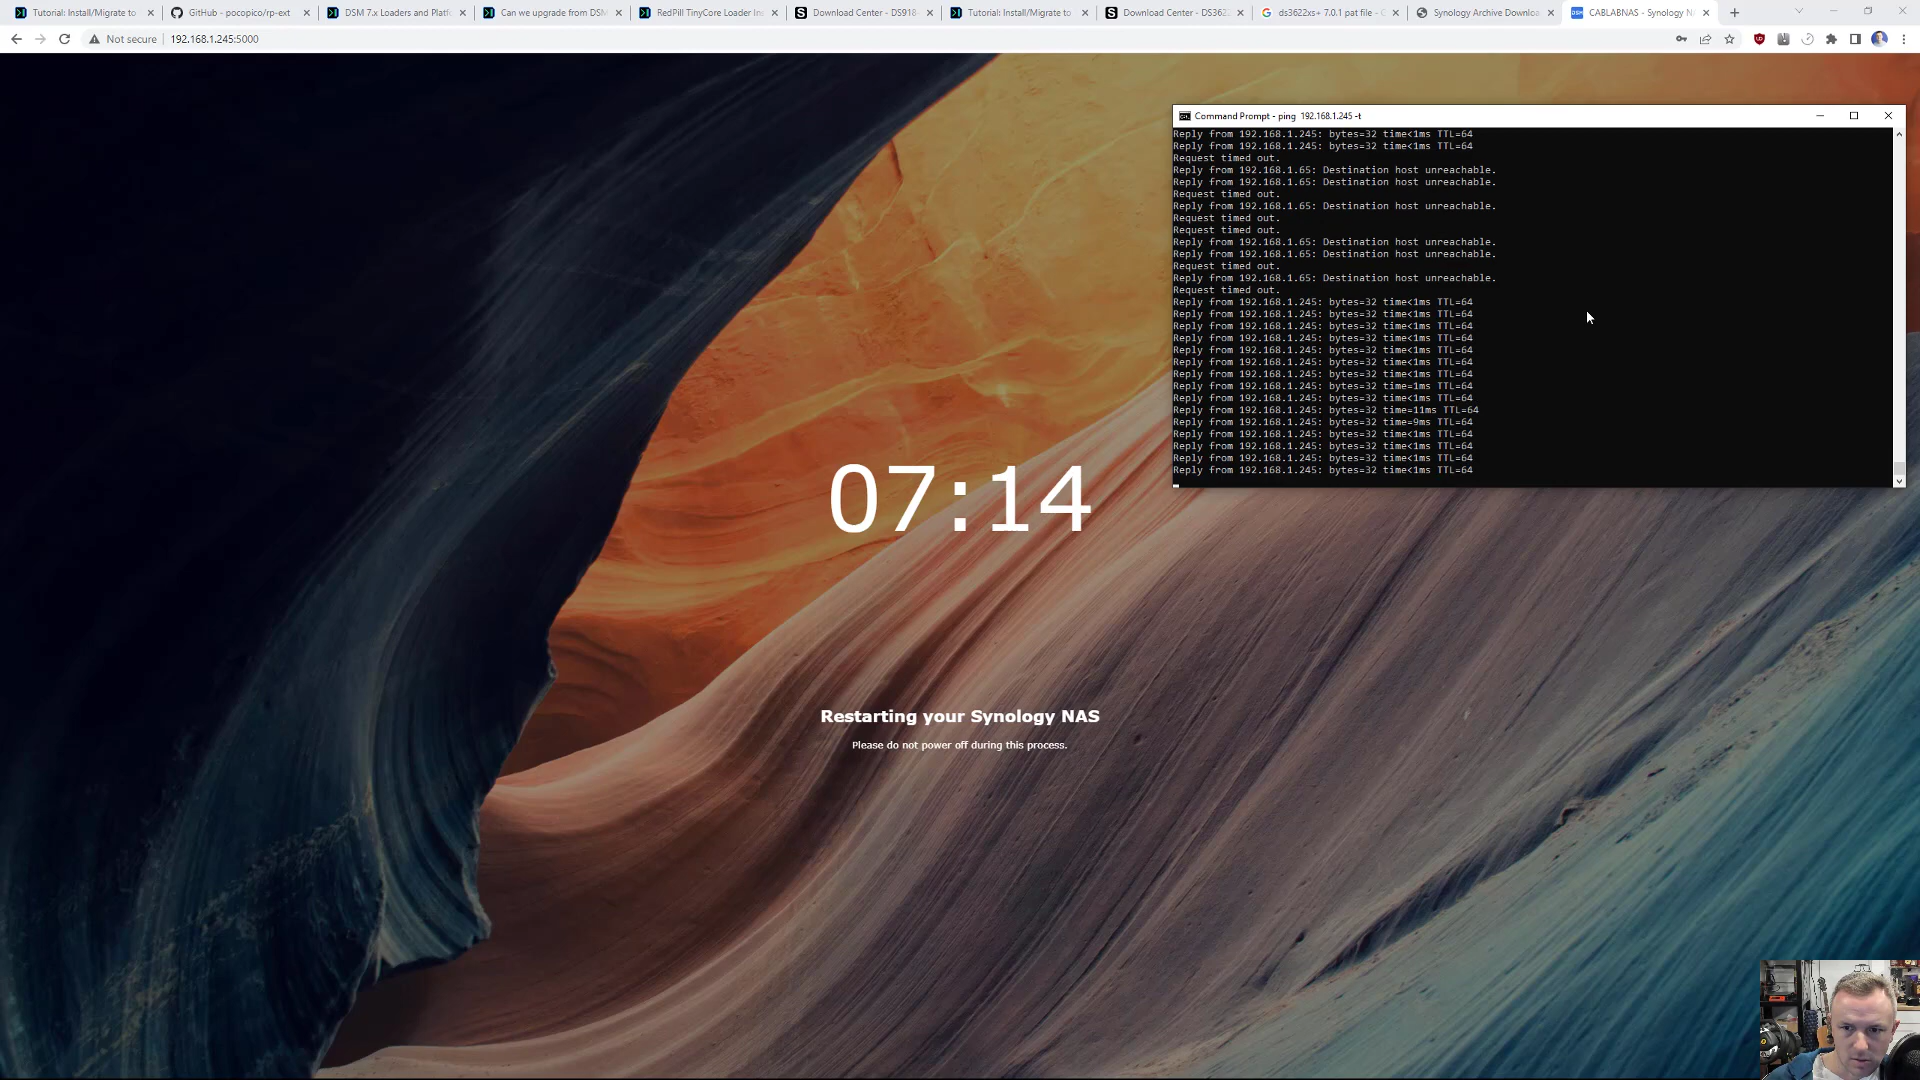 Tutorial: Install/Migrate to
GitHub - pocopico/rp-ext
DSM 7.x Loaders and Platfo
Can we upgrade from DSM
RedPill TinyCore Loader Ins
Download Center - DS918-
Tutorial: Install/Migrate to
Download Center - DS362
ds3622xs+ 7.0.1 pat file - G
Synology Archive Downloa
CABLABNAS - Synology N
Not secure
192.168.1.245:5000
Command Prompt - ping 192.168.1.245 -t
Reply from 192.168.1.245: bytes=32 time<1ms TTL=64
Reply from 192.168.1.245: bytes=32 time<1ms TTL=64
Request timed out.
Reply from 192.168.1.65: Destination host unreachable.
Reply from 192.168.1.65: Destination host unreachable.
Request timed out.
Reply from 192.168.1.65: Destination host unreachable.
Request timed out.
Request timed out.
Reply from 192.168.1.65: Destination host unreachable.
Reply from 192.168.1.65: Destination host unreachable.
Request timed out.
Reply from 192.168.1.65: Destination host unreachable.
Request timed out.
Reply from 192.168.1.245: bytes=32 time<1ms TTL=64
Reply from 192.168.1.245: bytes=32 time<1ms TTL=64
Reply from 192.168.1.245: bytes=32 time<1ms TTL=64
Reply from 192.168.1.245: bytes=32 time<1ms TTL=64
Reply from 192.168.1.245: bytes=32 time<1ms TTL=64
Reply from 192.168.1.245: bytes=32 time<1ms TTL=64
Reply from 192.168.1.245: bytes=32 time<1ms TTL=64
Reply from 192.168.1.245: bytes=32 time=1ms TTL=64
Reply from 192.168.1.245: bytes=32 time<1ms TTL=64
Reply from 192.168.1.245: bytes=32 time=11ms TTL=64
Reply from 192.168.1.245: bytes=32 time=9ms TTL=64
Reply from 192.168.1.245: bytes=32 time<1ms TTL=64
Reply from 192.168.1.245: bytes=32 time<1ms TTL=64
Reply from 192.168.1.245: bytes=32 time<1ms TTL=64
Reply from 192.168.1.245: bytes=32 time<1ms TTL=64
07:14
Restarting your Synology NAS
Please do not power off during this process.